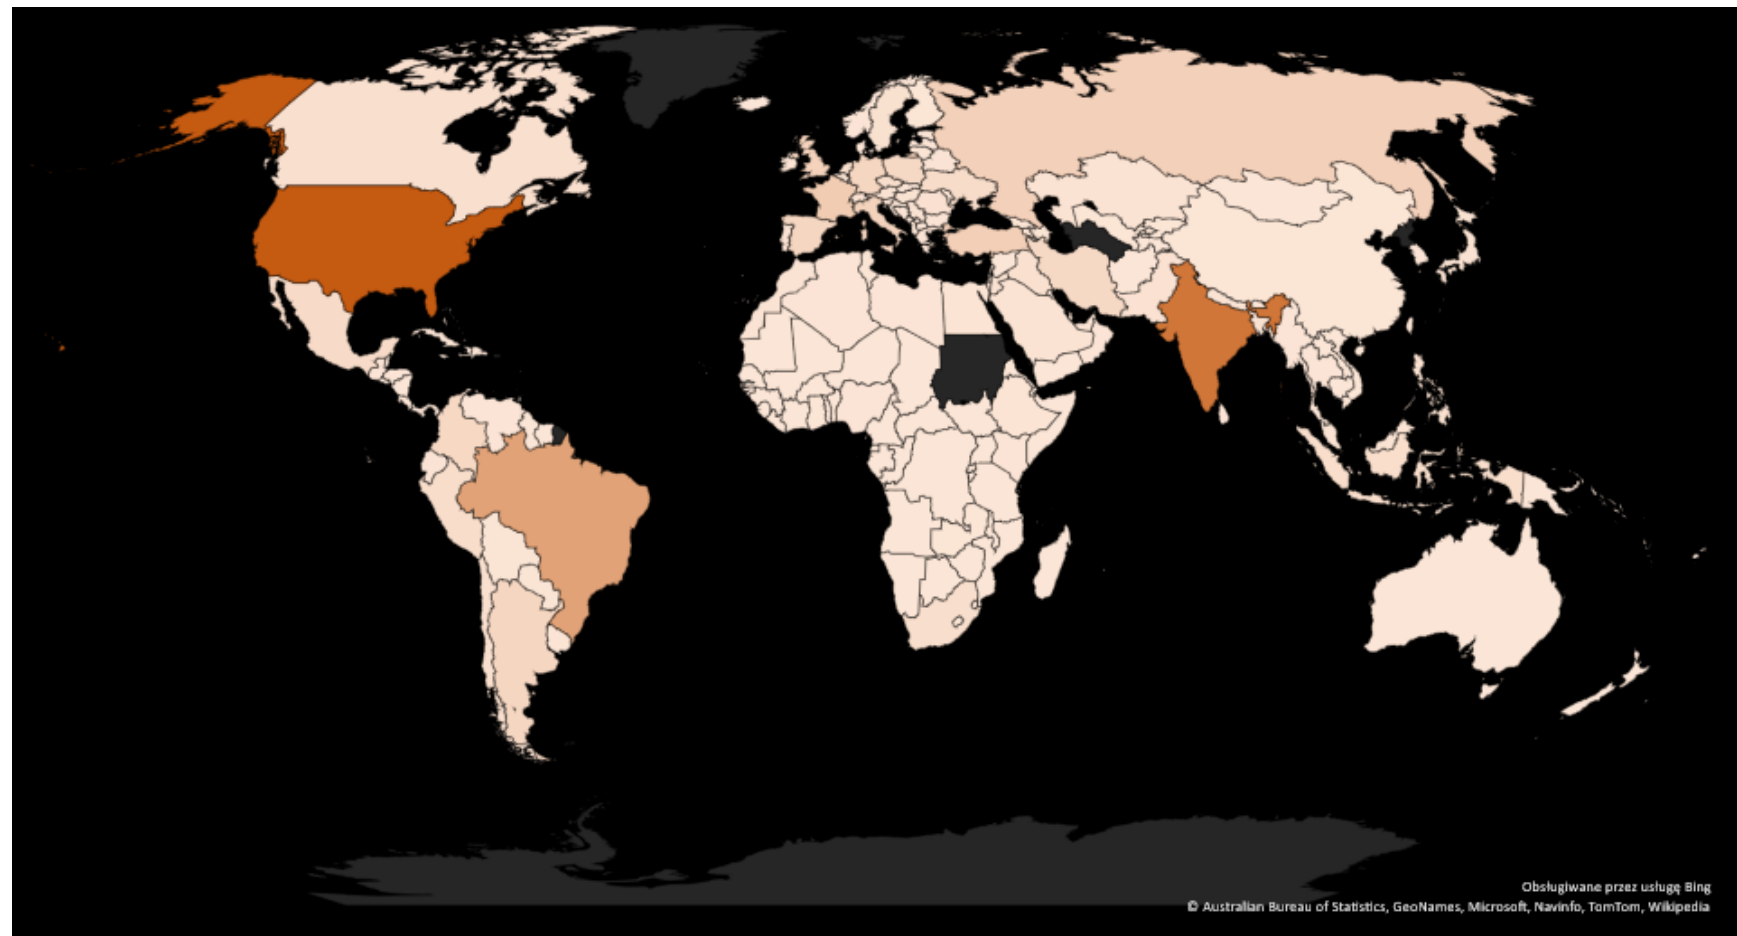 Obsługiwane przez usługę Bing
© Australian Bureau of Statistics, GeoNames, Microsoft, Navinfo, TomTom, Wikipedia